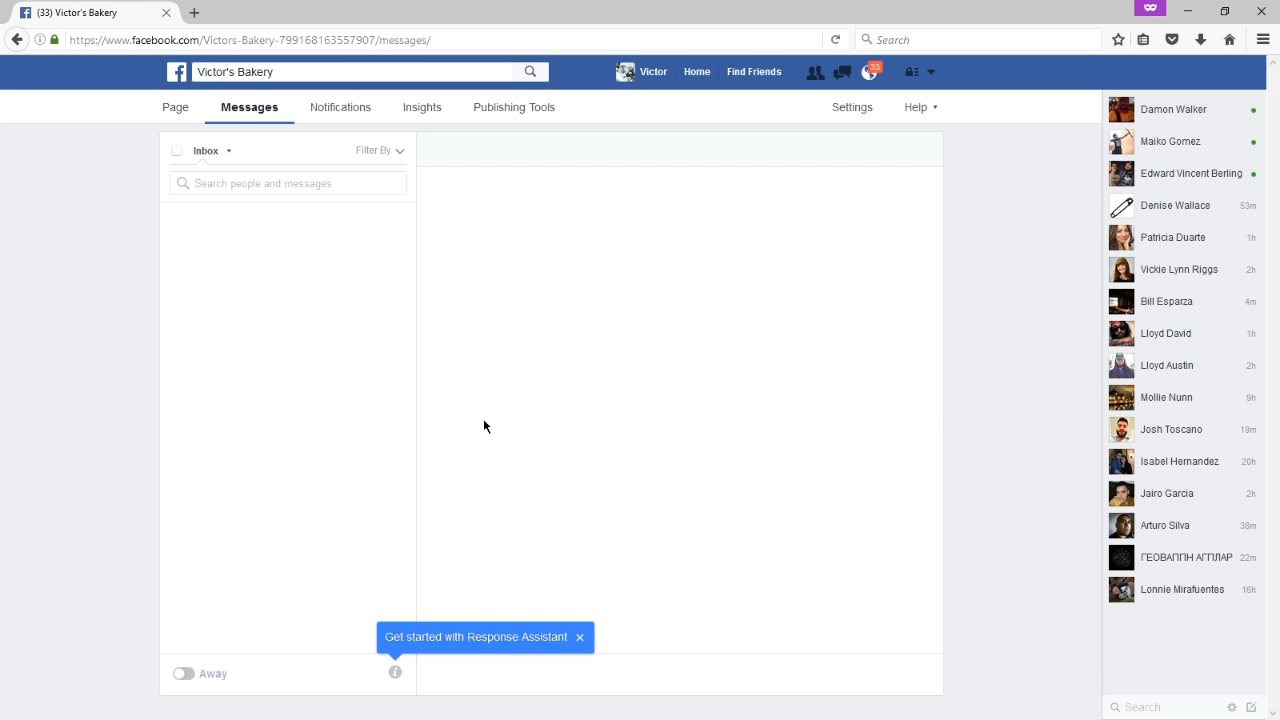 (33) Victor's Bakery
https://www.facebook.com/Victors-Bakery-799168163557907/messages/
Search
Victor's Bakery
Victor
Home
Find Friends
33
Page
Messages
Notifications
Insights
Publishing Tools
Settings
Help
Inbox
Filter By
Search people and messages
Get started with Response Assistant
Away
Damon Walker
Maiko Gomez
Edward Vincent Berling
Denise Wallace 53m
Patricia Duarte 1h
Vickie Lynn Riggs 2h
Bill Esparza 4m
Lloyd David 1h
Lloyd Austin 2h
Mollie Nunn 9h
Josh Toscano 19m
Isabel Hernandez 20h
Jairo Garcia 2h
Arturo Silva 38m
22m
Lonnie Mirafuentes 16h
Search